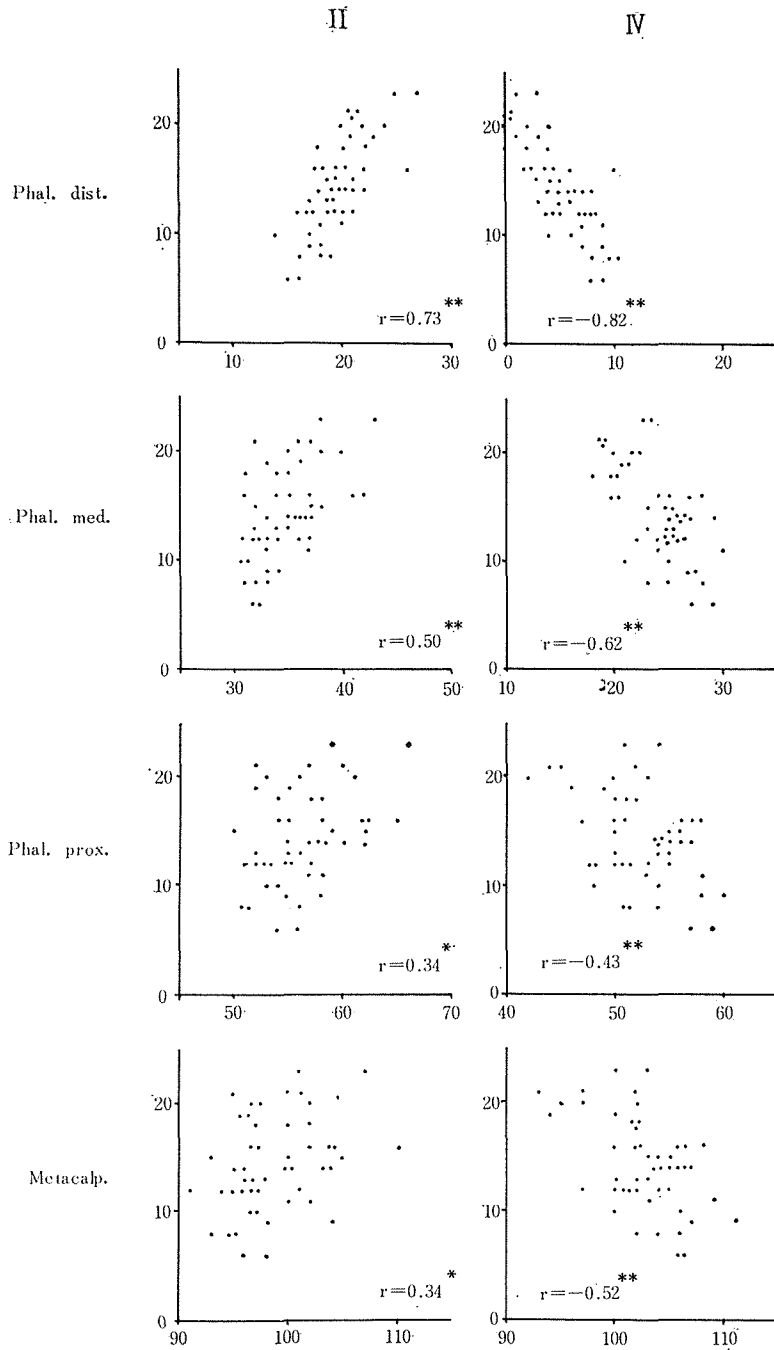 II IV
20
10
0
Phal. dist.
r=0.73**
10 20 30
r=−0.82**
0 10 20
20
10
0
Phal. med.
r=0.50**
30 40 50
20
10
0
r=−0.62**
10 20 30
20
10
0
Phal. prox.
r=0.34*
50 60 70
20
10
0
r=−0.43**
40 50 60
20
10
0
Metacalp.
r=0.34*
90 100 110
20
10
0
r=−0.52**
90 100 110
20
10
0